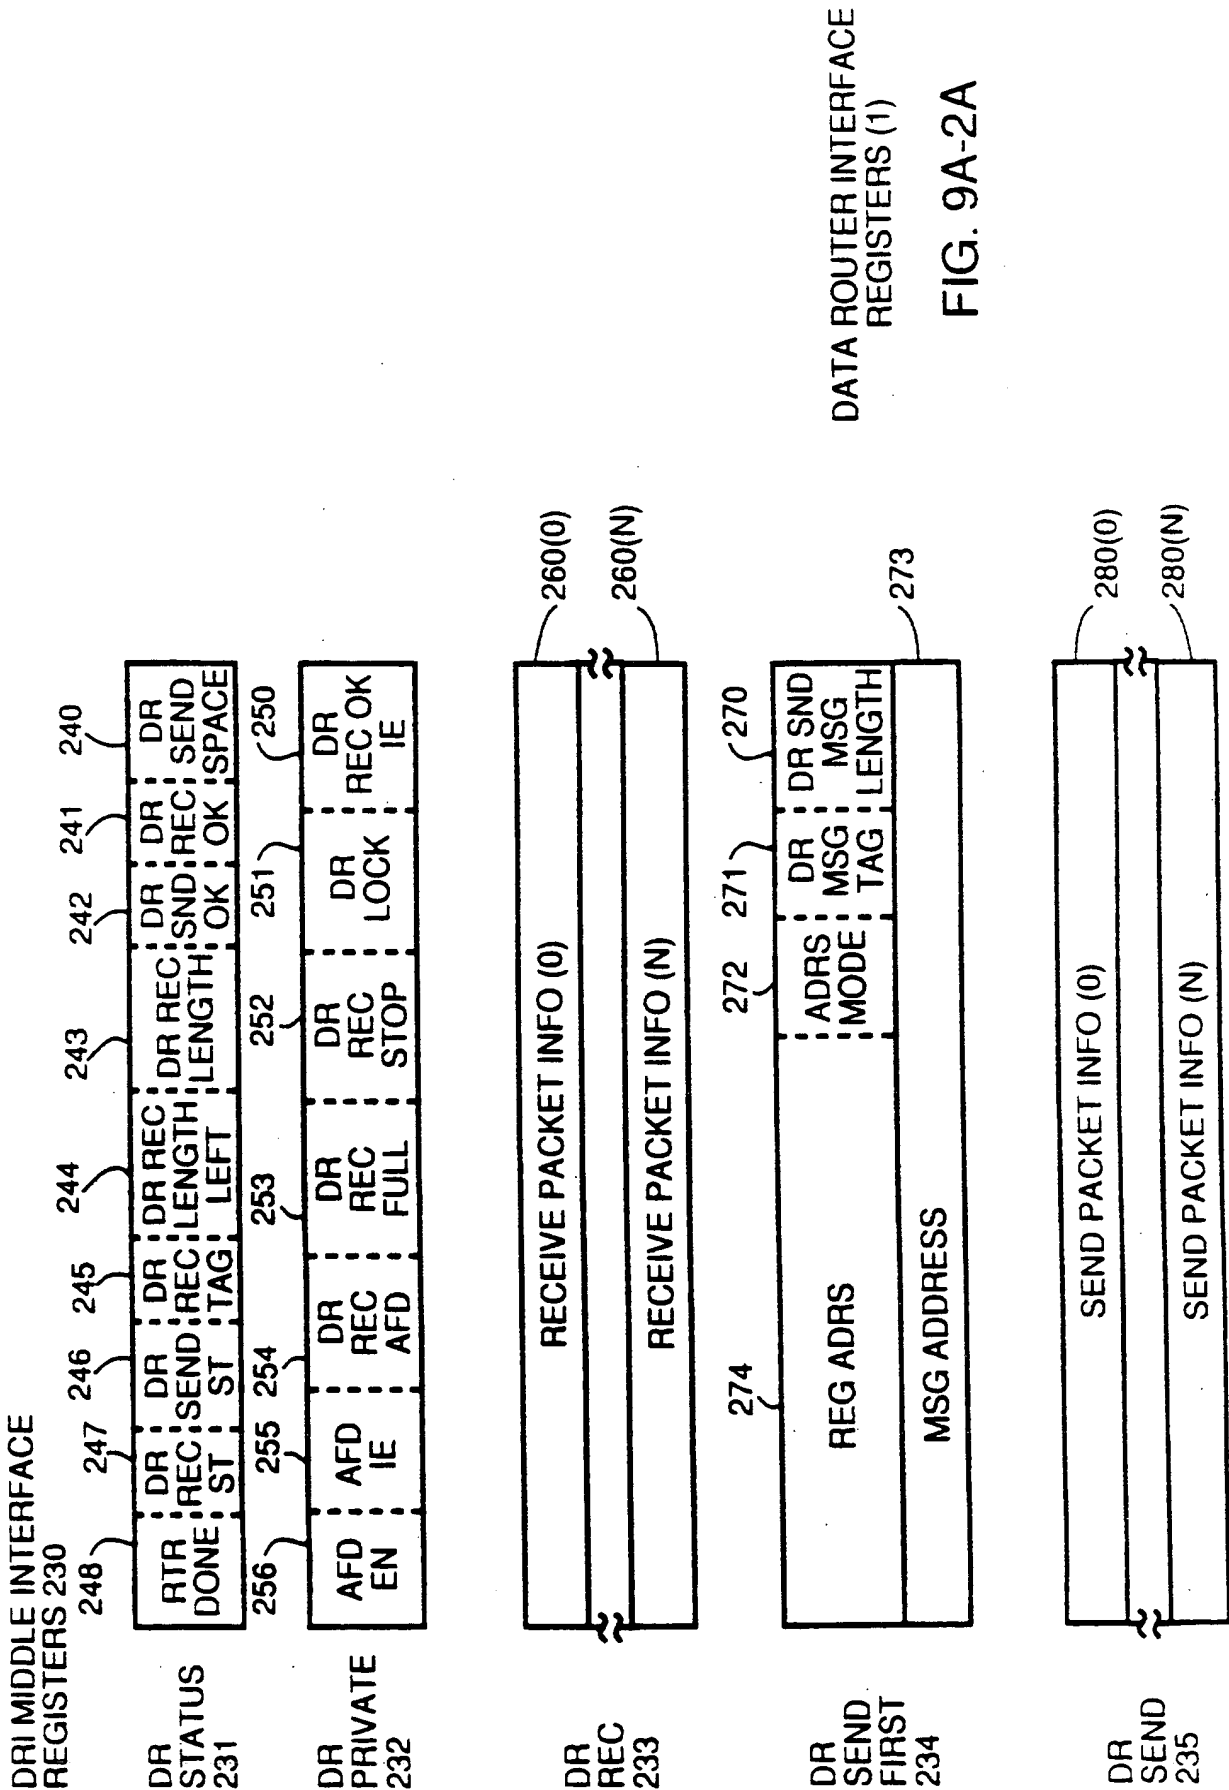 DRI MIDDLE INTERFACE
REGISTERS 230
248
247
246
245
244
243
242
241
240
DR
STATUS
231
RTR
DONE
DR
REC
ST
DR
SEND
ST
DR
REC
TAG
DR REC
LENGTH
LEFT
DR REC
LENGTH
DR
SND
OK
DR
REC
OK
DR
SEND
SPACE
256
255
254
253
252
251
250
DR
PRIVATE
232
AFD
EN
AFD
IE
DR
REC
AFD
DR
REC
FULL
DR
REC
STOP
DR
LOCK
DR
REC OK
IE
DR
REC
233
RECEIVE PACKET INFO (0)
260(0)
RECEIVE PACKET INFO (N)
260(N)
274
272
271
270
DR
SEND
FIRST
234
REG ADRS
ADRS
MODE
DR
MSG
TAG
DR SND
MSG
LENGTH
MSG ADDRESS
273
DR
SEND
235
SEND PACKET INFO (0)
280(0)
SEND PACKET INFO (N)
280(N)
DATA ROUTER INTERFACE
REGISTERS (1)
FIG. 9A-2A